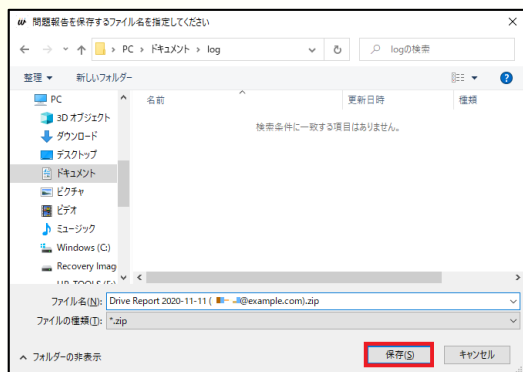 問題報告を保存するファイル名を指定してください
PC › ドキュメント › log
logの検索
整理 新しいフォルダー
PC
3D オブジェクト
ダウンロード
デスクトップ
ドキュメント
ピクチャ
ビデオ
ミュージック
Windows (C:)
Recovery Imag
名前 更新日時 種類
検索条件に一致する項目はありません。
ファイル名(N): Drive Report 2020-11-11 ( @example.com).zip
ファイルの種類(T): *.zip
フォルダーの非表示 保存(S) キャンセル